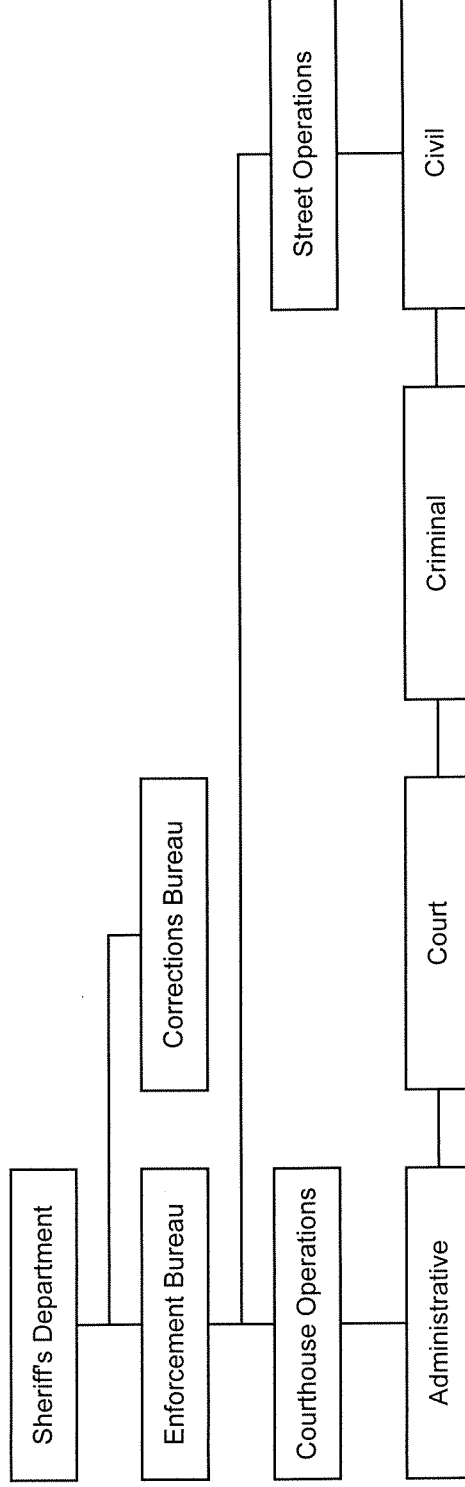 Sheriff's Department
Enforcement Bureau
Corrections Bureau
Courthouse Operations
Street Operations
Administrative
Court
Criminal
Civil